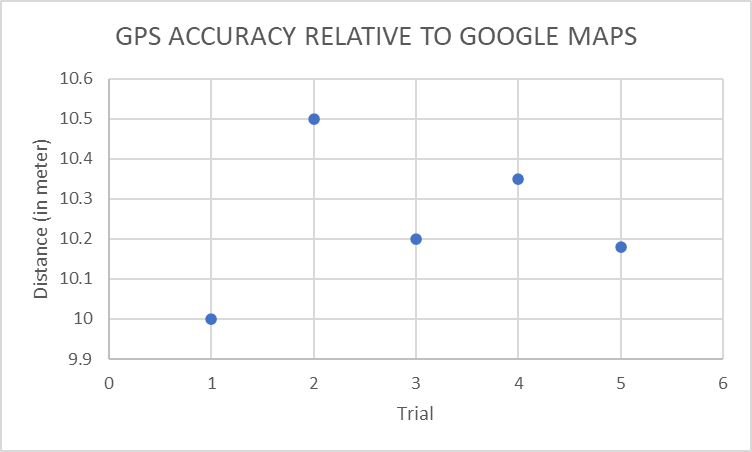 GPS ACCURACY RELATIVE TO GOOGLE MAPS
10.6
10.5
10.4
10.3
10.2
10.1
10
9.9
Distance (in meter)
0 1 2 3 4 5 6
Trial